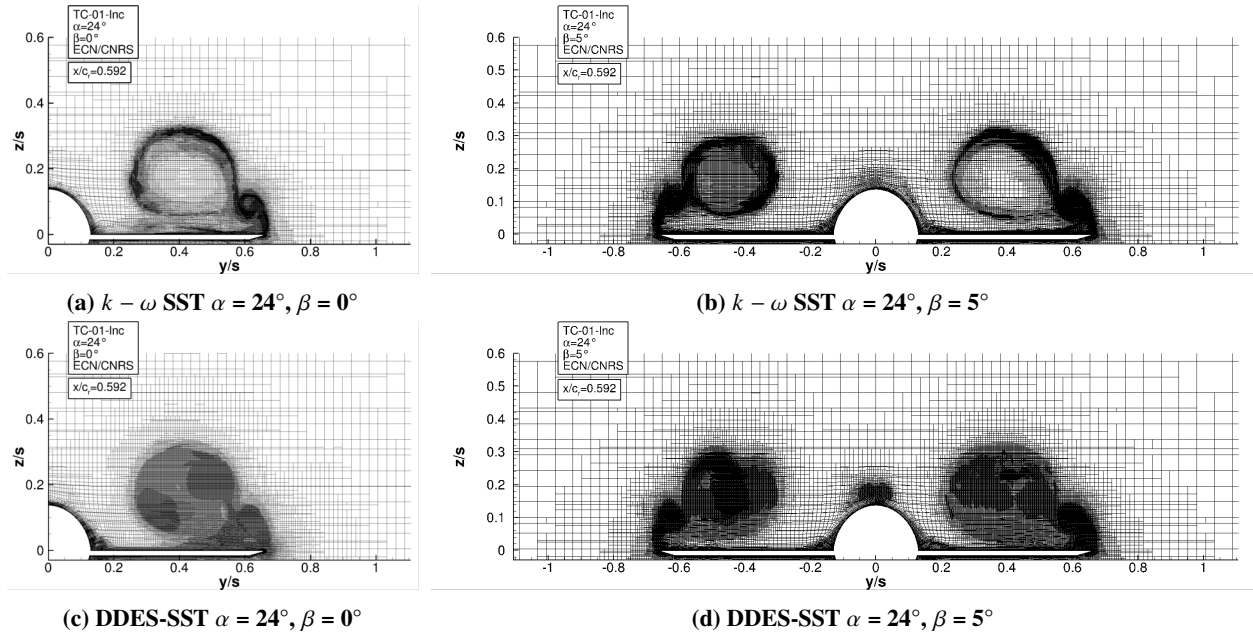 TC-01-Inc
α=24°
β=0°
ECN/CNRS
x/cᵣ=0.592
z/s
0.6
0.4
0.2
0
0 0.2 0.4 0.6 0.8 1
y/s
(a) k − ω SST α = 24°, β = 0°
TC-01-Inc
α=24°
β=5°
ECN/CNRS
x/cᵣ=0.592
z/s
0.6
0.5
0.4
0.3
0.2
0.1
0
-1 -0.8 -0.6 -0.4 -0.2 0 0.2 0.4 0.6 0.8 1
y/s
(b) k − ω SST α = 24°, β = 5°
TC-01-Inc
α=24°
β=0°
ECN/CNRS
x/cᵣ=0.592
z/s
0.6
0.4
0.2
0
0 0.2 0.4 0.6 0.8 1
y/s
(c) DDES-SST α = 24°, β = 0°
TC-01-Inc
α=24°
β=5°
ECN/CNRS
x/cᵣ=0.592
z/s
0.6
0.5
0.4
0.3
0.2
0.1
0
-1 -0.8 -0.6 -0.4 -0.2 0 0.2 0.4 0.6 0.8 1
y/s
(d) DDES-SST α = 24°, β = 5°